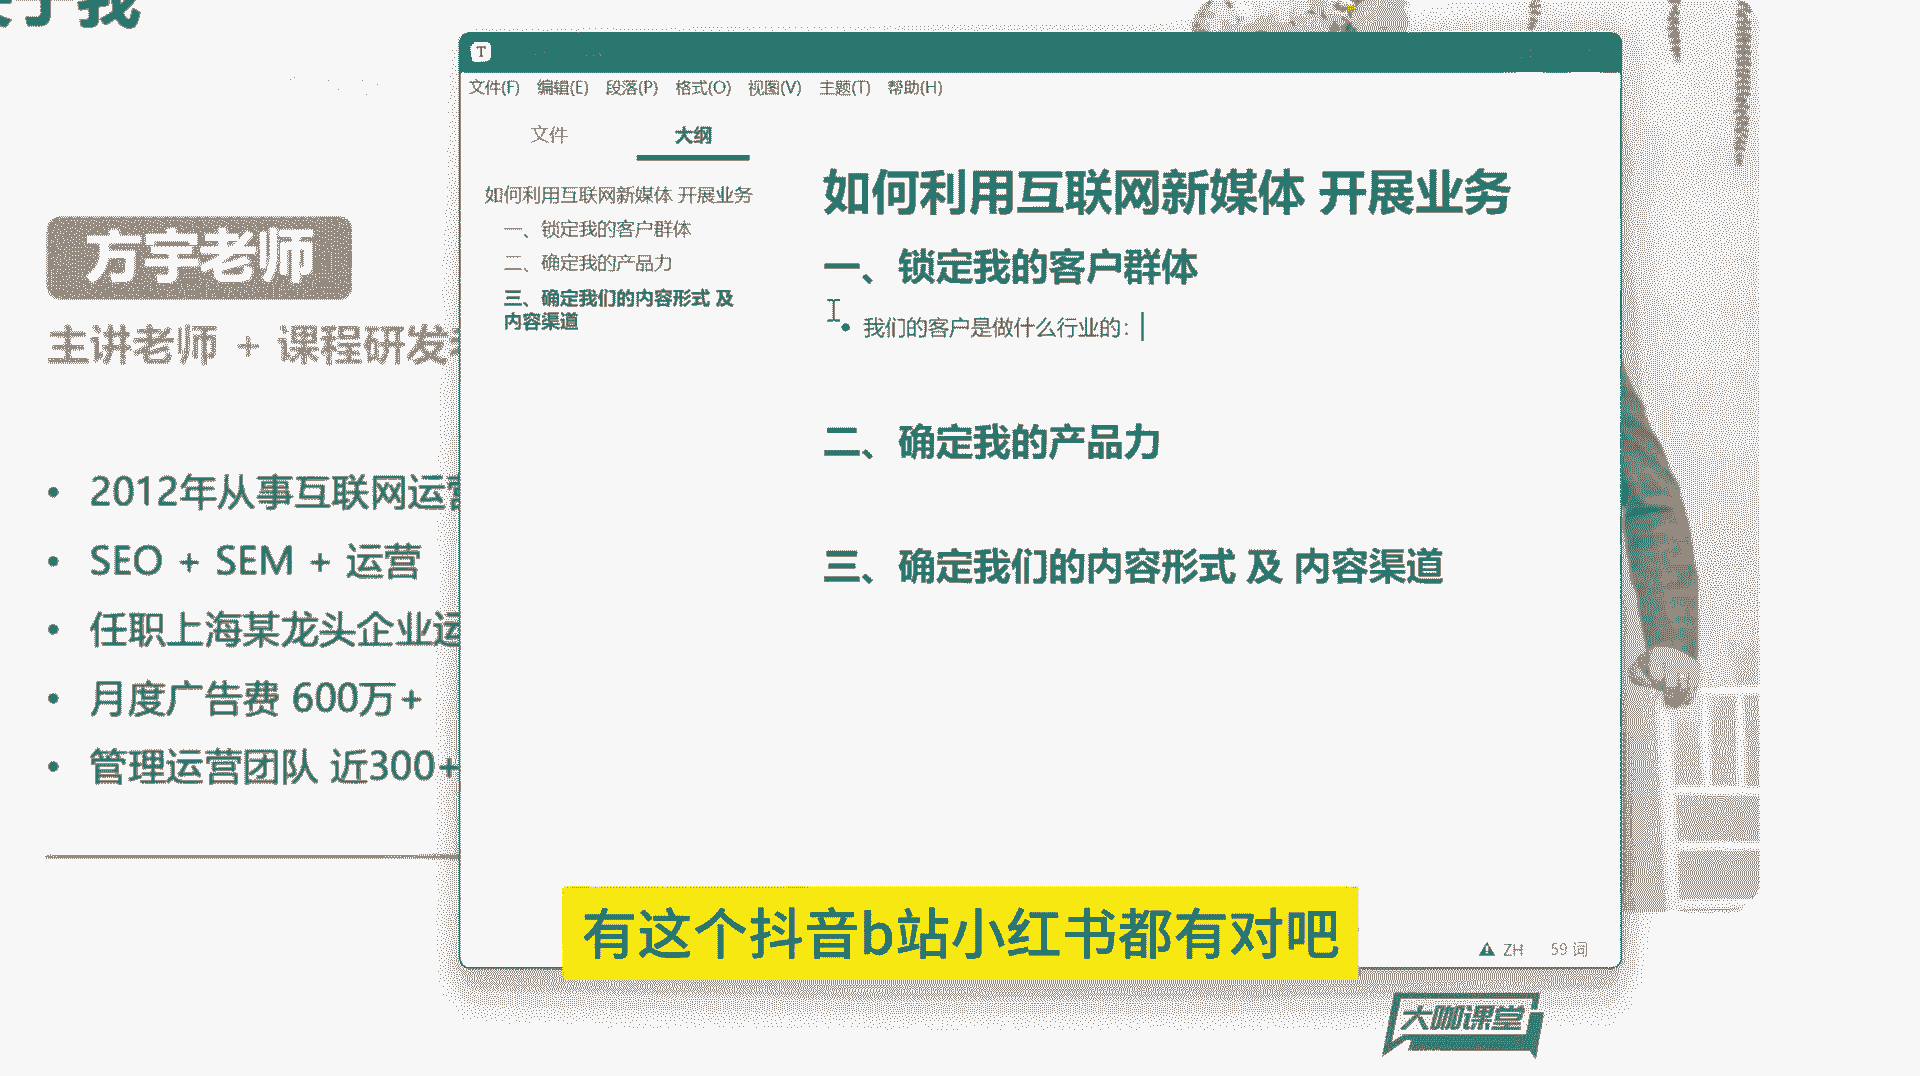 于我
方宇老师
主讲老师 + 课程研发
• 2012年从事互联网运营
• SEO + SEM + 运营
• 任职上海某龙头企业运
• 月度广告费 600万+
• 管理运营团队 近300+
T
文件(F) 编辑(E) 段落(P) 格式(O) 视图(V) 主题(T) 帮助(H)
文件 大纲
如何利用互联网新媒体 开展业务
一、锁定我的客户群体
二、确定我的产品力
三、确定我们的内容形式 及
内容渠道
如何利用互联网新媒体 开展业务
一、锁定我的客户群体
• 我们的客户是做什么行业的:
二、确定我的产品力
三、确定我们的内容形式 及 内容渠道
ZH 59 词
有这个抖音b站小红书都有对吧
大咖课堂